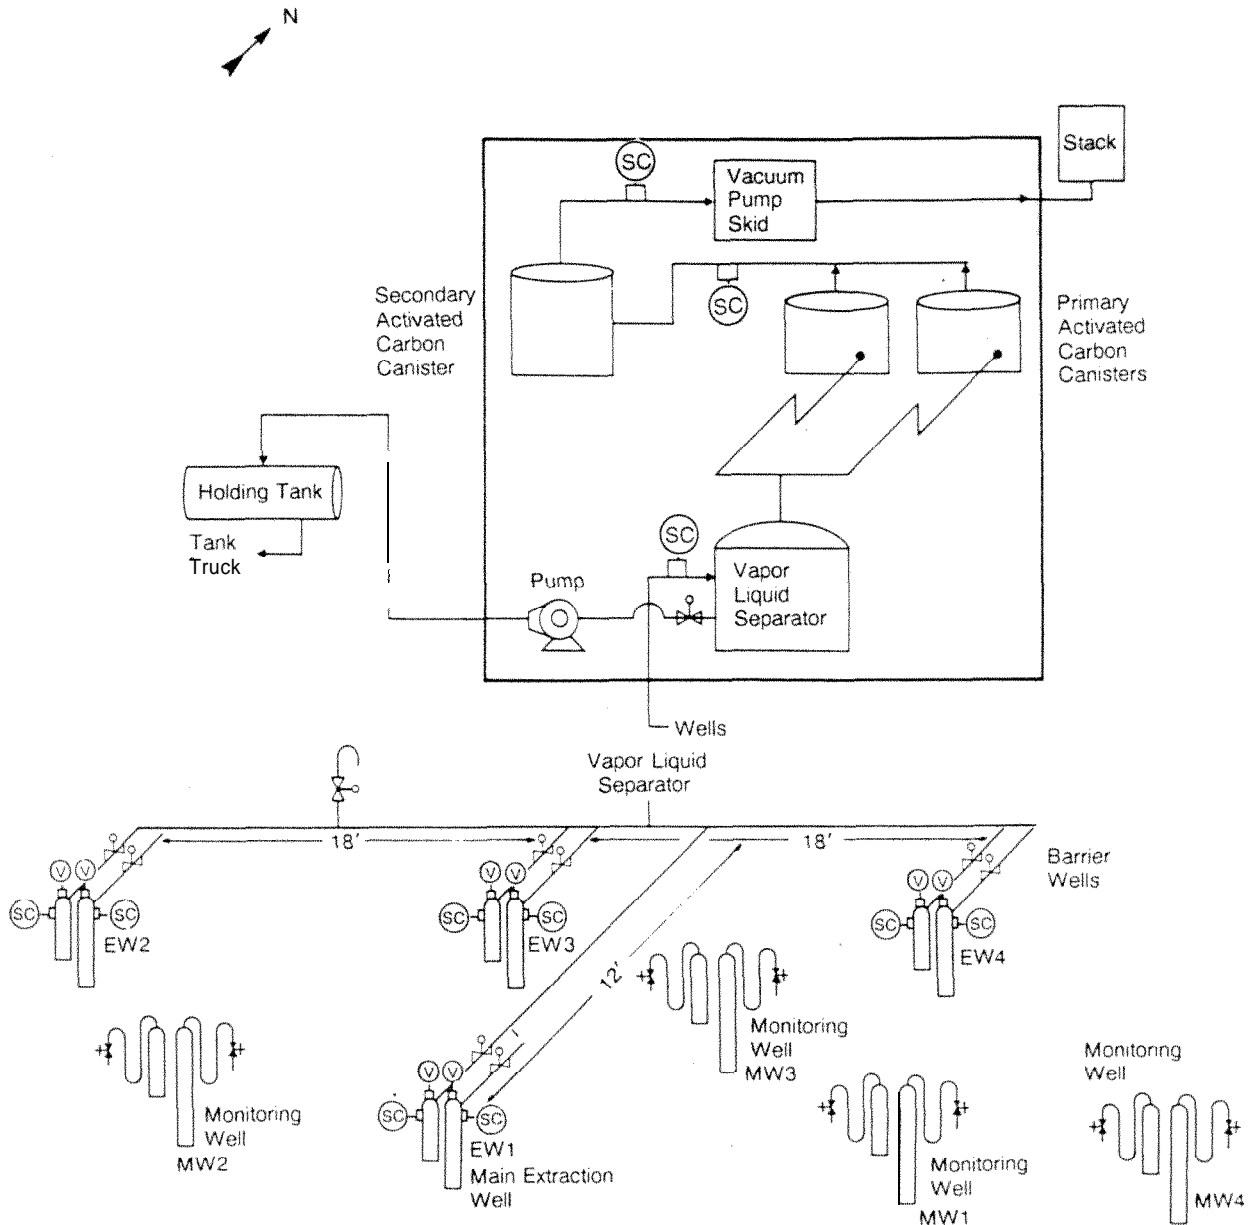 N
Stack
SC
Vacuum
Pump
Skid
Secondary
Activated
Carbon
Canister
SC
Primary
Activated
Carbon
Canisters
Holding Tank
Tank
Truck
SC
Pump
Vapor
Liquid
Separator
Wells
Vapor Liquid
Separator
18'
18'
Barrier
Wells
V V
SC SC
EW2
V V
SC SC
EW3
V V
SC SC
EW4
12'
Monitoring
Well
MW3
Monitoring
Well
MW2
V V
SC SC
EW1
Main Extraction
Well
Monitoring
Well
MW1
Monitoring
Well
MW4